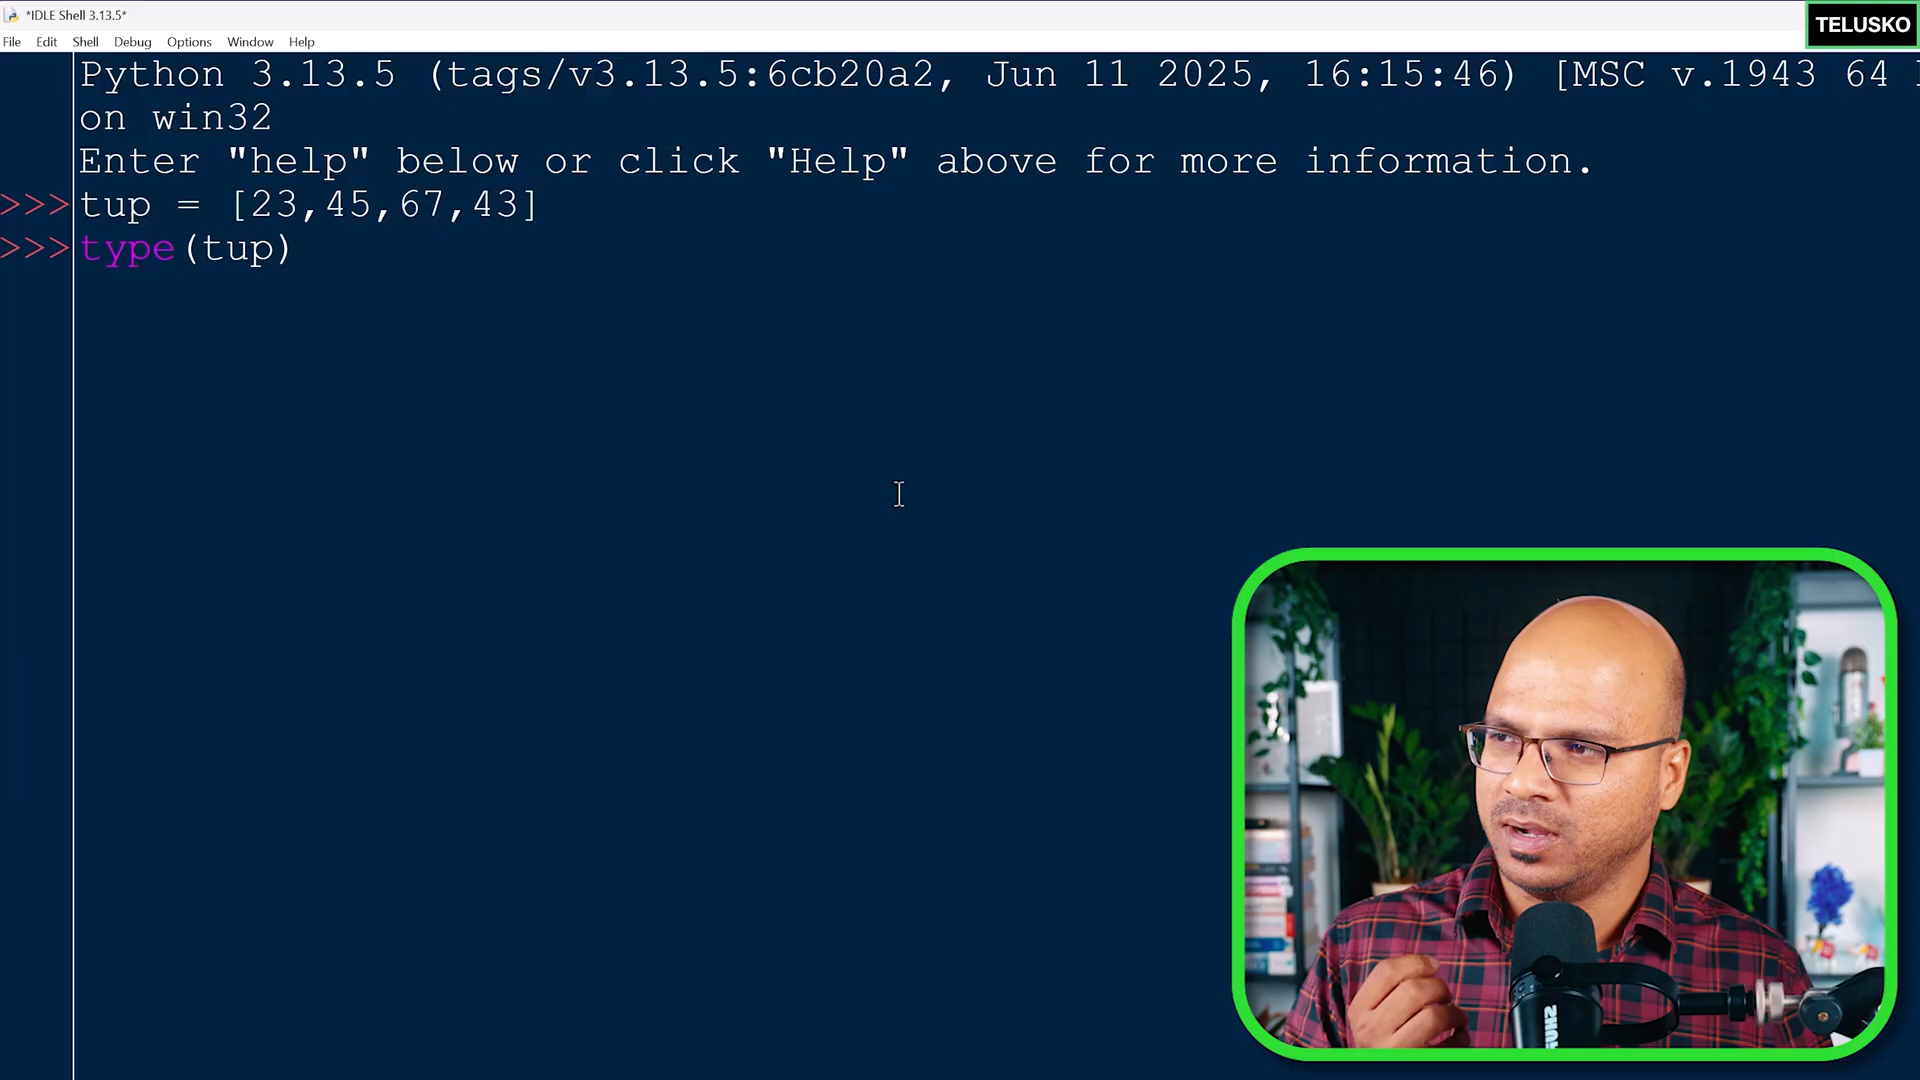 *IDLE Shell 3.13.5*
TELUSKO
File Edit Shell Debug Options Window Help
Python 3.13.5 (tags/v3.13.5:6cb20a2, Jun 11 2025, 16:15:46) [MSC v.1943 64
on win32
Enter "help" below or click "Help" above for more information.
>>> tup = [23,45,67,43]
>>> type(tup)